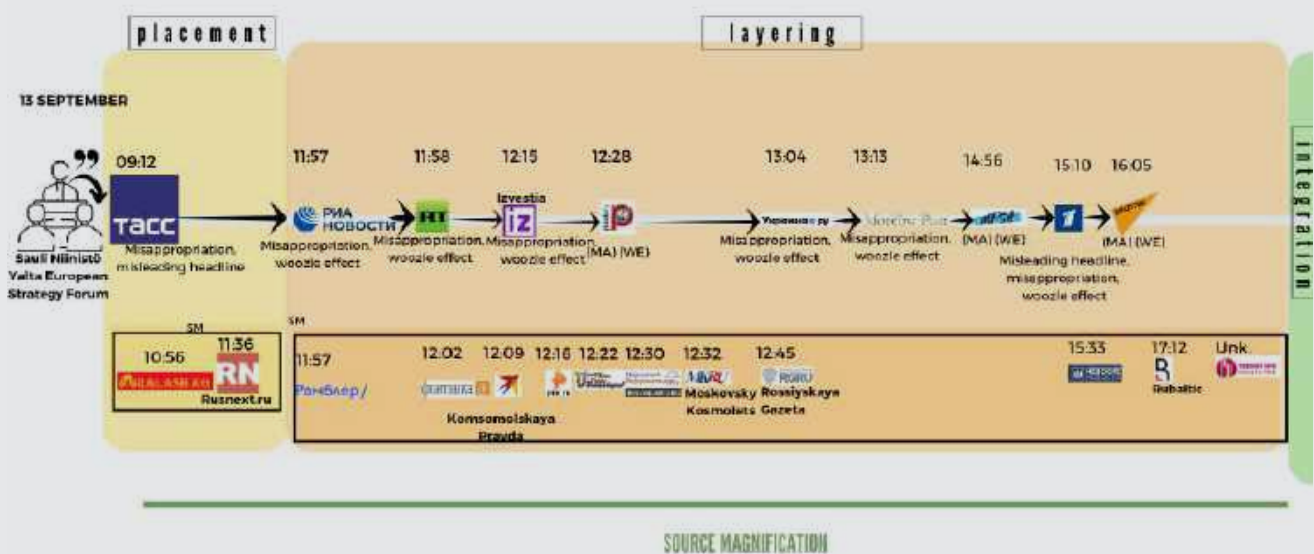 placement
layering
integration
13 SEPTEMBER
Sauli Niinistö
Yalta European
Strategy Forum
09:12
ТАСС
Misappropriation,
misleading headline
11:57
РИА
НОВОСТИ
Misappropriation,
woozle effect
11:58
RT
Misappropriation,
woozle effect
12:15
Izvestia
iz
Misappropriation,
woozle effect
12:28
(MA) (WE)
13:04
Украина.ру
Misappropriation,
woozle effect
13:13
Misappropriation,
woozle effect
14:56
(MA) (WE)
15:10
Misleading headline,
misappropriation,
woozle effect
16:05
(MA) (WE)
SM
10:56
11:36
RN
Rusnext.ru
SM
11:57
Рамблер/
12:02
12:09
Komsomolskaya
Pravda
12:16
12:22
12:30
12:32
Moskovsky
Kosmolets
12:45
RGRU
Rossiyskaya
Gazeta
15:33
17:12
Rubaltic
Unk.
SOURCE MAGNIFICATION